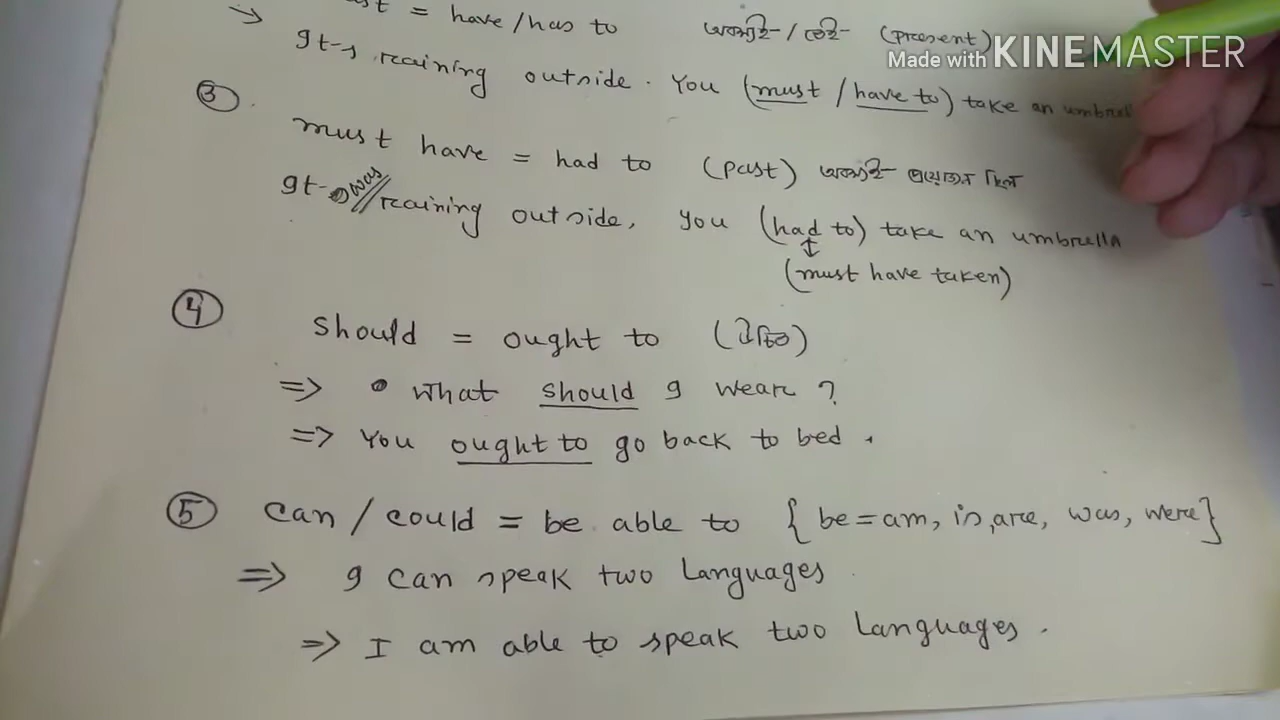 = have/has to (present)
Made with KINEMASTER
It's raining outside. You (must / have to) take an
③
must have = had to (past)
It was raining outside, you (had to) take an umbrella
(must have taken)
④
should = ought to (উচিত)
=> What should I wear?
=> You ought to go back to bed.
⑤ can / could = be able to {be = am, is, are, was, were}
=> I can speak two languages
=> I am able to speak two languages.